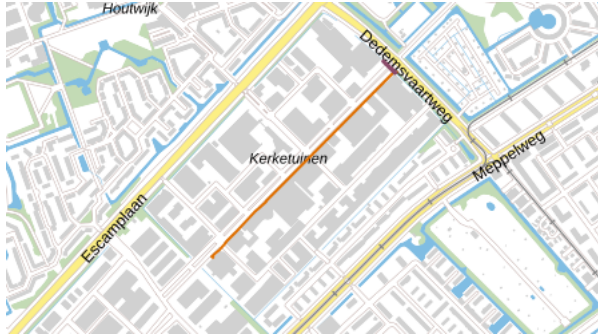 Houtwijk
Dedemsvaartweg
Kerketuinen
Meppelweg
Escamplaan